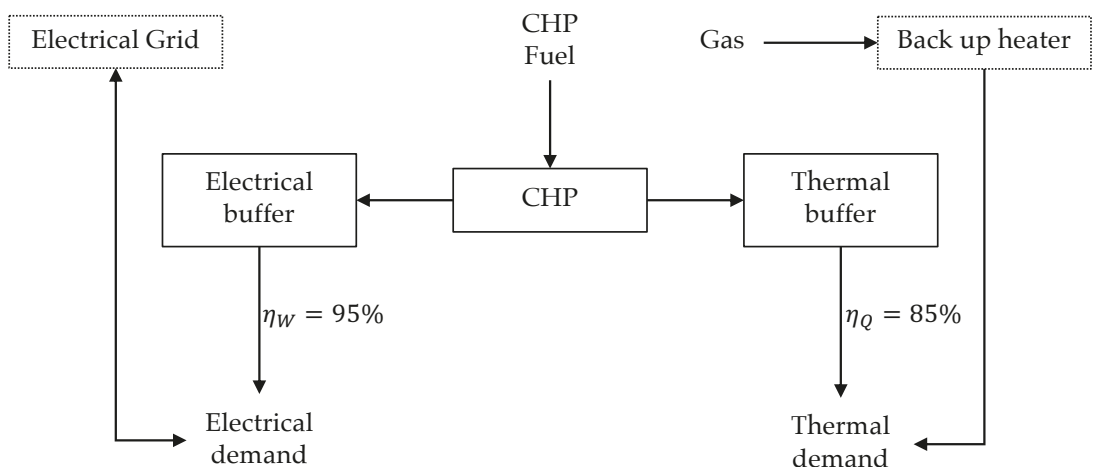 Electrical Grid
CHP
Fuel
Gas
Back up heater
Electrical
buffer
CHP
Thermal
buffer
η_W = 95%
η_Q = 85%
Electrical
demand
Thermal
demand